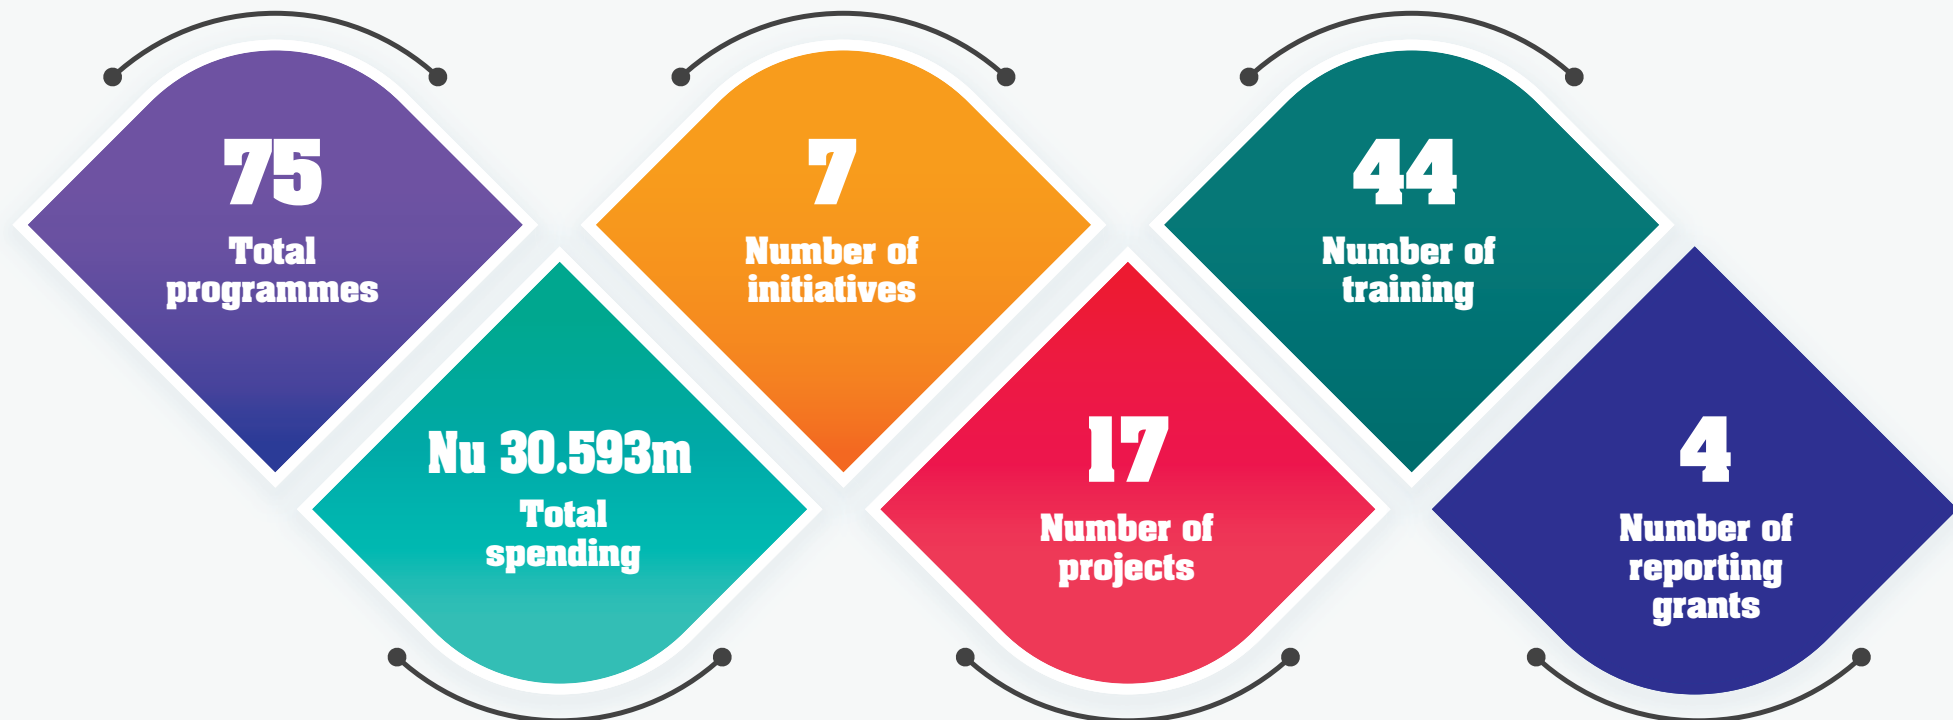 75
Total
programmes
Nu 30.593m
Total
spending
7
Number of
initiatives
17
Number of
projects
44
Number of
training
4
Number of
reporting
grants